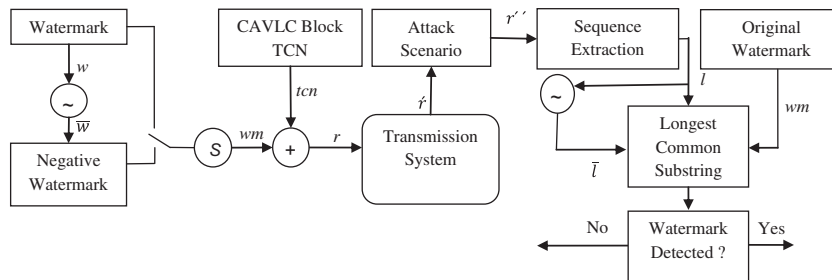 Watermark
w
~
w̅
Negative
Watermark
S
wm
CAVLC Block
TCN
tcn
+
r
Attack
Scenario
ŕ
Transmission
System
r′′
Sequence
Extraction
~
l
l̅
Original
Watermark
wm
Longest
Common
Substring
No
Watermark
Detected ?
Yes